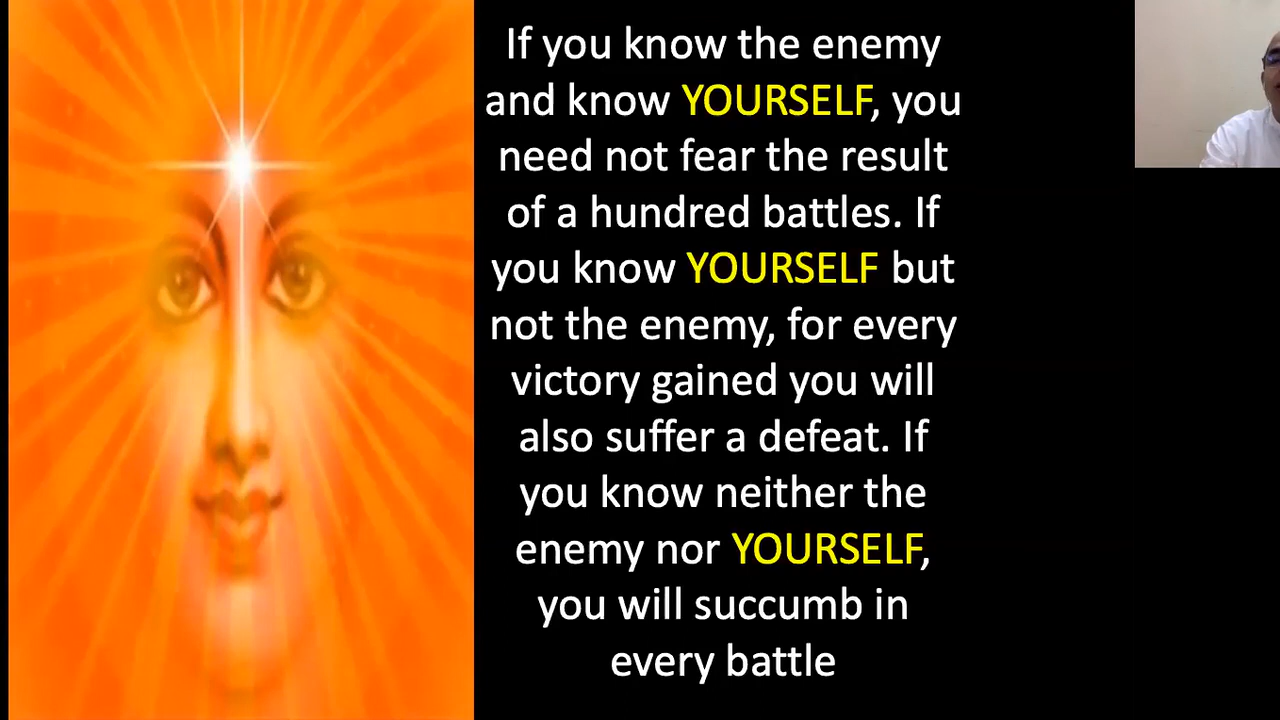 If you know the enemy
and know YOURSELF, you
need not fear the result
of a hundred battles. If
you know YOURSELF but
not the enemy, for every
victory gained you will
also suffer a defeat. If
you know neither the
enemy nor YOURSELF,
you will succumb in
every battle